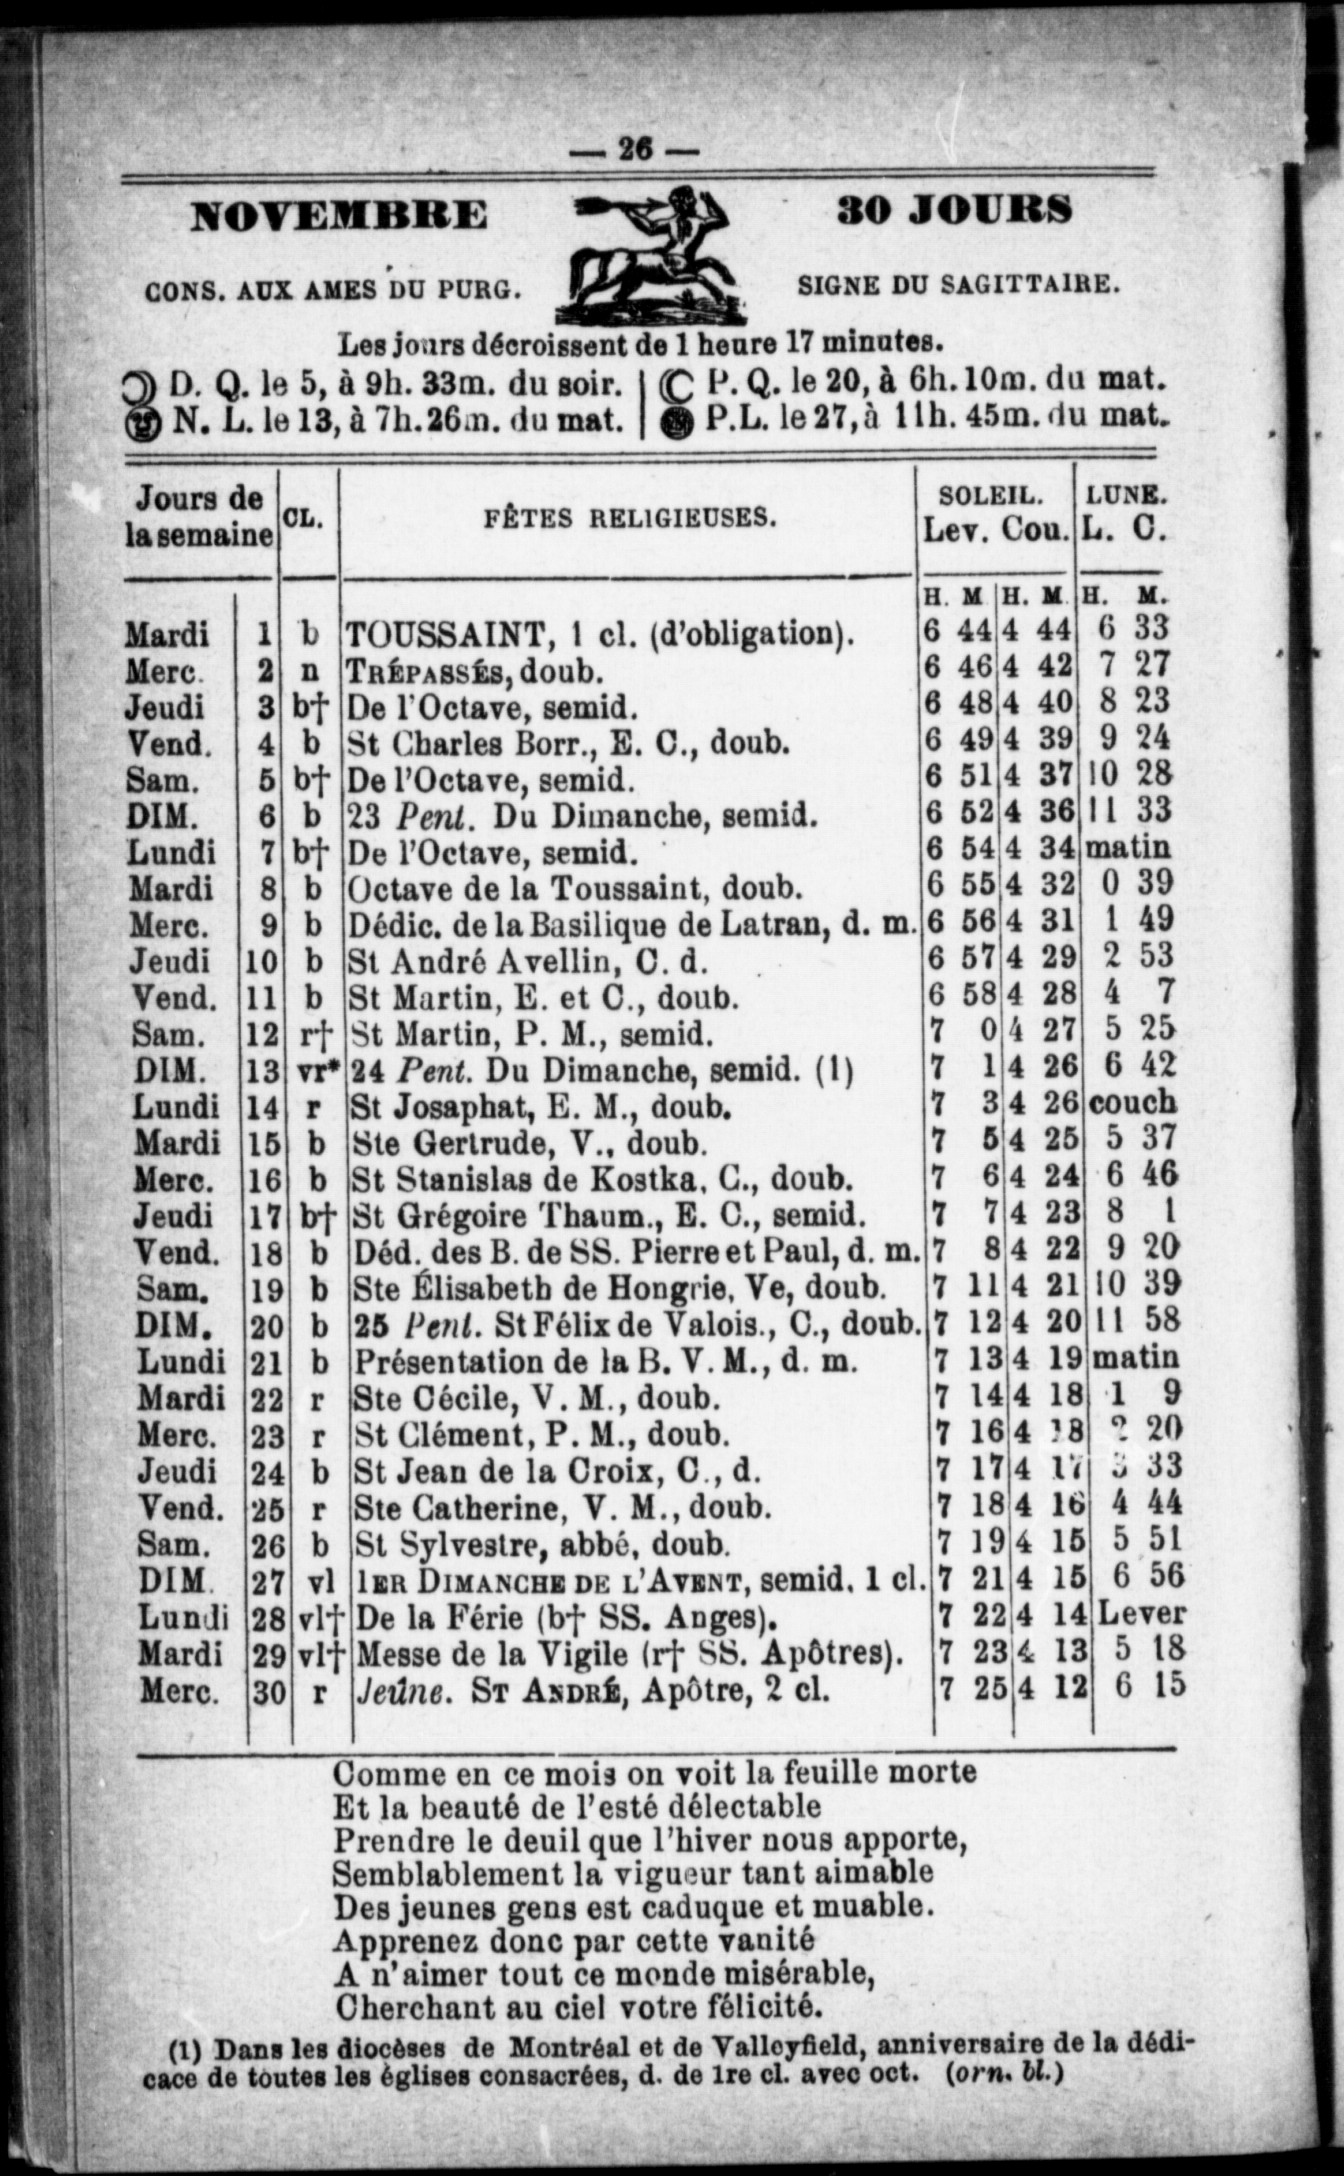 — 26 —
NOVEMBRE 30 JOURS
CONS. AUX AMES DU PURG. SIGNE DU SAGITTAIRE.
Les jours décroissent de 1 heure 17 minutes.
D. Q. le 5, à 9h. 33m. du soir. P. Q. le 20, à 6h. 10m. du mat.
N. L. le 13, à 7h. 26m. du mat. P. L. le 27, à 11h. 45m. du mat.
Jours de la semaine CL. FÊTES RELIGIEUSES. SOLEIL. Lev. Cou. LUNE. L. C.
H. M H. M. H. M.
Mardi 1 b TOUSSAINT, 1 cl. (d'obligation). 6 44 4 44 6 33
Merc. 2 n TRÉPASSÉS, doub. 6 46 4 42 7 27
Jeudi 3 b† De l'Octave, semid. 6 48 4 40 8 23
Vend. 4 b St Charles Borr., E. C., doub. 6 49 4 39 9 24
Sam. 5 b† De l'Octave, semid. 6 51 4 37 10 28
DIM. 6 b 23 Pent. Du Dimanche, semid. 6 52 4 36 11 33
Lundi 7 b† De l'Octave, semid. 6 54 4 34 matin
Mardi 8 b Octave de la Toussaint, doub. 6 55 4 32 0 39
Merc. 9 b Dédic. de la Basilique de Latran, d. m. 6 56 4 31 1 49
Jeudi 10 b St André Avellin, C. d. 6 57 4 29 2 53
Vend. 11 b St Martin, E. et C., doub. 6 58 4 28 4 7
Sam. 12 r† St Martin, P. M., semid. 7 0 4 27 5 25
DIM. 13 vr* 24 Pent. Du Dimanche, semid. (1) 7 1 4 26 6 42
Lundi 14 r St Josaphat, E. M., doub. 7 3 4 26 couch
Mardi 15 b Ste Gertrude, V., doub. 7 5 4 25 5 37
Merc. 16 b St Stanislas de Kostka, C., doub. 7 6 4 24 6 46
Jeudi 17 b† St Grégoire Thaum., E. C., semid. 7 7 4 23 8 1
Vend. 18 b Déd. des B. de SS. Pierre et Paul, d. m. 7 8 4 22 9 20
Sam. 19 b Ste Élisabeth de Hongrie, Ve, doub. 7 11 4 21 10 39
DIM. 20 b 25 Pent. St Félix de Valois., C., doub. 7 12 4 20 11 58
Lundi 21 b Présentation de la B. V. M., d. m. 7 13 4 19 matin
Mardi 22 r Ste Cécile, V. M., doub. 7 14 4 18 1 9
Merc. 23 r St Clément, P. M., doub. 7 16 4 18 2 20
Jeudi 24 b St Jean de la Croix, C., d. 7 17 4 17 3 33
Vend. 25 r Ste Catherine, V. M., doub. 7 18 4 16 4 44
Sam. 26 b St Sylvestre, abbé, doub. 7 19 4 15 5 51
DIM. 27 vl 1ER DIMANCHE DE L'AVENT, semid. 1 cl. 7 21 4 15 6 56
Lundi 28 vl† De la Férie (b† SS. Anges). 7 22 4 14 Lever
Mardi 29 vl† Messe de la Vigile (r† SS. Apôtres). 7 23 4 13 5 18
Merc. 30 r Jeûne. ST ANDRÉ, Apôtre, 2 cl. 7 25 4 12 6 15
Comme en ce mois on voit la feuille morte
Et la beauté de l'esté délectable
Prendre le deuil que l'hiver nous apporte,
Semblablement la vigueur tant aimable
Des jeunes gens est caduque et muable.
Apprenez donc par cette vanité
A n'aimer tout ce monde misérable,
Cherchant au ciel votre félicité.
(1) Dans les diocèses de Montréal et de Valleyfield, anniversaire de la dédi-
cace de toutes les églises consacrées, d. de 1re cl. avec oct. (orn. bl.)